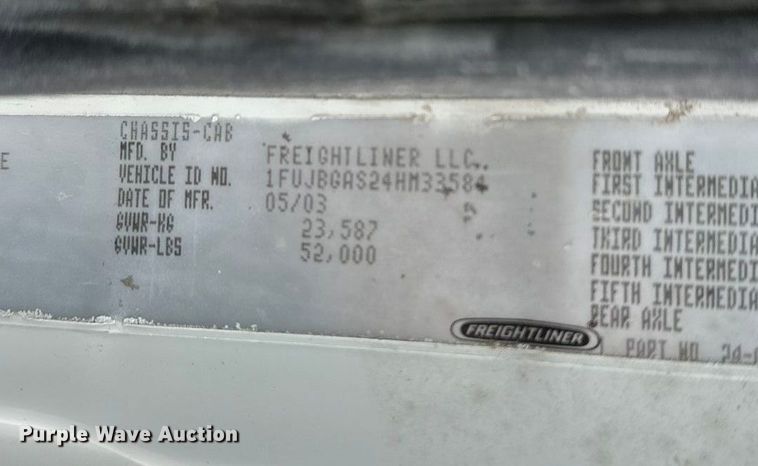 E
CHASSIS-CAB
MFD. BY FREIGHTLINER LLC.
VEHICLE ID NO. 1FUJBGAS24HM33584
DATE OF MFR. 05/03
GVWR-KG 23,587
GVWR-LBS 52,000
FRONT AXLE
FIRST INTERMEDIA
SECOND INTERMEDI
THIRD INTERMEDIA
FOURTH INTERMEDI
FIFTH INTERMEDIA
REAR AXLE
FREIGHTLINER
PART NO. 24-
Purple Wave Auction